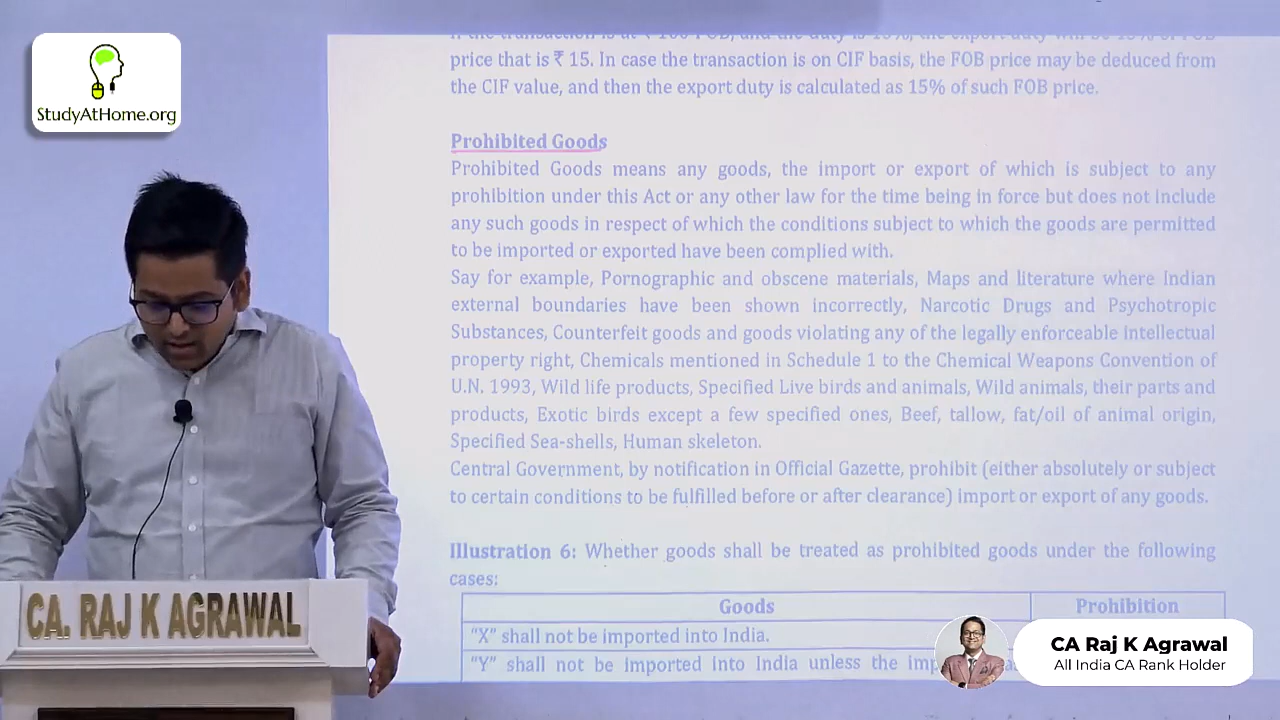 StudyAtHome.org
price that is ₹ 15. In case the transaction is on CIF basis, the FOB price may be deduced from
the CIF value, and then the export duty is calculated as 15% of such FOB price.
Prohibited Goods
Prohibited Goods means any goods, the import or export of which is subject to any
prohibition under this Act or any other law for the time being in force but does not include
any such goods in respect of which the conditions subject to which the goods are permitted
to be imported or exported have been complied with.
Say for example, Pornographic and obscene materials, Maps and literature where Indian
external boundaries have been shown incorrectly, Narcotic Drugs and Psychotropic
Substances, Counterfeit goods and goods violating any of the legally enforceable intellectual
property right, Chemicals mentioned in Schedule 1 to the Chemical Weapons Convention of
U.N. 1993, Wild life products, Specified Live birds and animals, Wild animals, their parts and
products, Exotic birds except a few specified ones, Beef, tallow, fat/oil of animal origin,
Specified Sea-shells, Human skeleton.
Central Government, by notification in Official Gazette, prohibit (either absolutely or subject
to certain conditions to be fulfilled before or after clearance) import or export of any goods.
Illustration 6: Whether goods shall be treated as prohibited goods under the following
cases:
Goods Prohibition
"X" shall not be imported into India.
"Y" shall not be imported into India unless the
CA. RAJ K AGRAWAL
CA Raj K Agrawal
All India CA Rank Holder